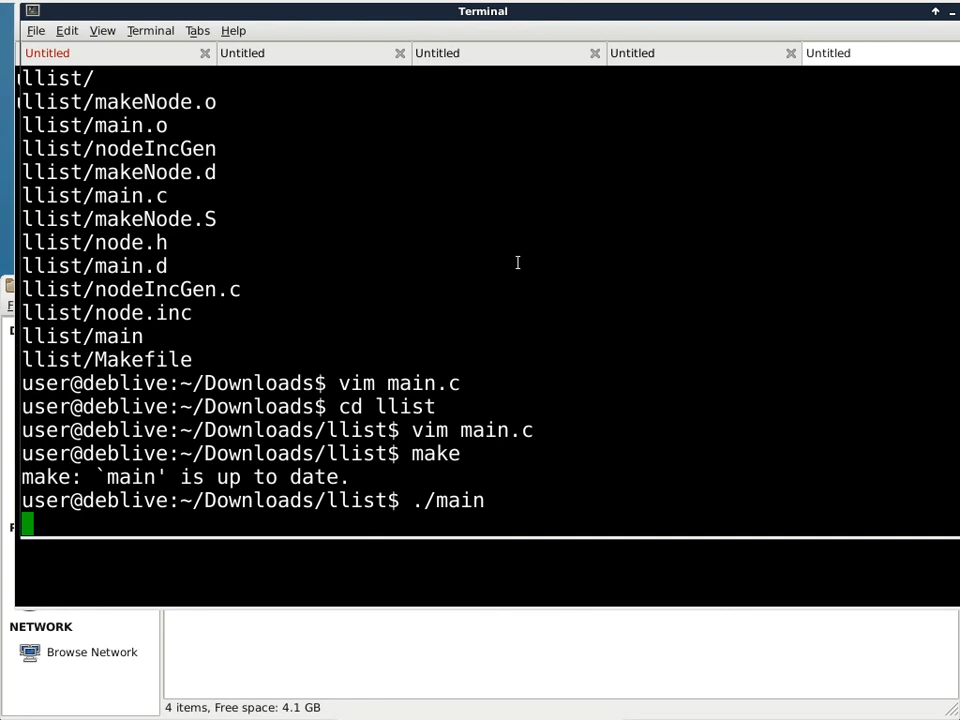 Terminal
File Edit View Terminal Tabs Help
Untitled Untitled Untitled Untitled Untitled
llist/
llist/makeNode.o
llist/main.o
llist/nodeIncGen
llist/makeNode.d
llist/main.c
llist/makeNode.S
llist/node.h
llist/main.d
llist/nodeIncGen.c
llist/node.inc
llist/main
llist/Makefile
user@deblive:~/Downloads$ vim main.c
user@deblive:~/Downloads$ cd llist
user@deblive:~/Downloads/llist$ vim main.c
user@deblive:~/Downloads/llist$ make
make: `main' is up to date.
user@deblive:~/Downloads/llist$ ./main
NETWORK
Browse Network
4 items, Free space: 4.1 GB